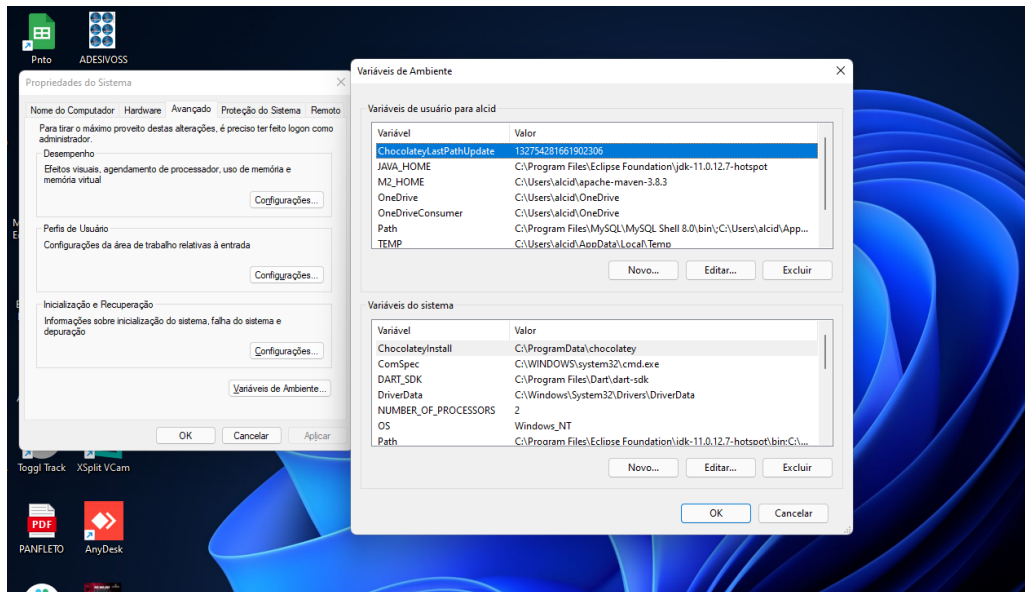 Pnto
ADESIVOSS
Propriedades do Sistema
Nome do Computador Hardware Avançado Proteção do Sistema Remoto
Para tirar o máximo proveito destas alterações, é preciso ter feito logon como
administrador.
Desempenho
Efeitos visuais, agendamento de processador, uso de memória e
memória virtual
Configurações...
Perfis de Usuário
Configurações da área de trabalho relativas à entrada
Configurações...
Inicialização e Recuperação
Informações sobre inicialização do sistema, falha do sistema e
depuração
Configurações...
Variáveis de Ambiente...
OK Cancelar Aplicar
Toggl Track XSplit VCam
PDF
PANFLETO AnyDesk
Variáveis de Ambiente
Variáveis de usuário para alcid
Variável Valor
ChocolateyLastPathUpdate 132754281661902306
JAVA_HOME C:\Program Files\Eclipse Foundation\jdk-11.0.12.7-hotspot
M2_HOME C:\Users\alcid\apache-maven-3.8.3
OneDrive C:\Users\alcid\OneDrive
OneDriveConsumer C:\Users\alcid\OneDrive
Path C:\Program Files\MySQL\MySQL Shell 8.0\bin\;C:\Users\alcid\App...
TEMP C:\Users\alcid\AppData\Local\Temp
Novo... Editar... Excluir
Variáveis do sistema
Variável Valor
ChocolateyInstall C:\ProgramData\chocolatey
ComSpec C:\WINDOWS\system32\cmd.exe
DART_SDK C:\Program Files\Dart\dart-sdk
DriverData C:\Windows\System32\Drivers\DriverData
NUMBER_OF_PROCESSORS 2
OS Windows_NT
Path C:\Program Files\Eclipse Foundation\jdk-11.0.12.7-hotspot\bin;C:\...
Novo... Editar... Excluir
OK Cancelar